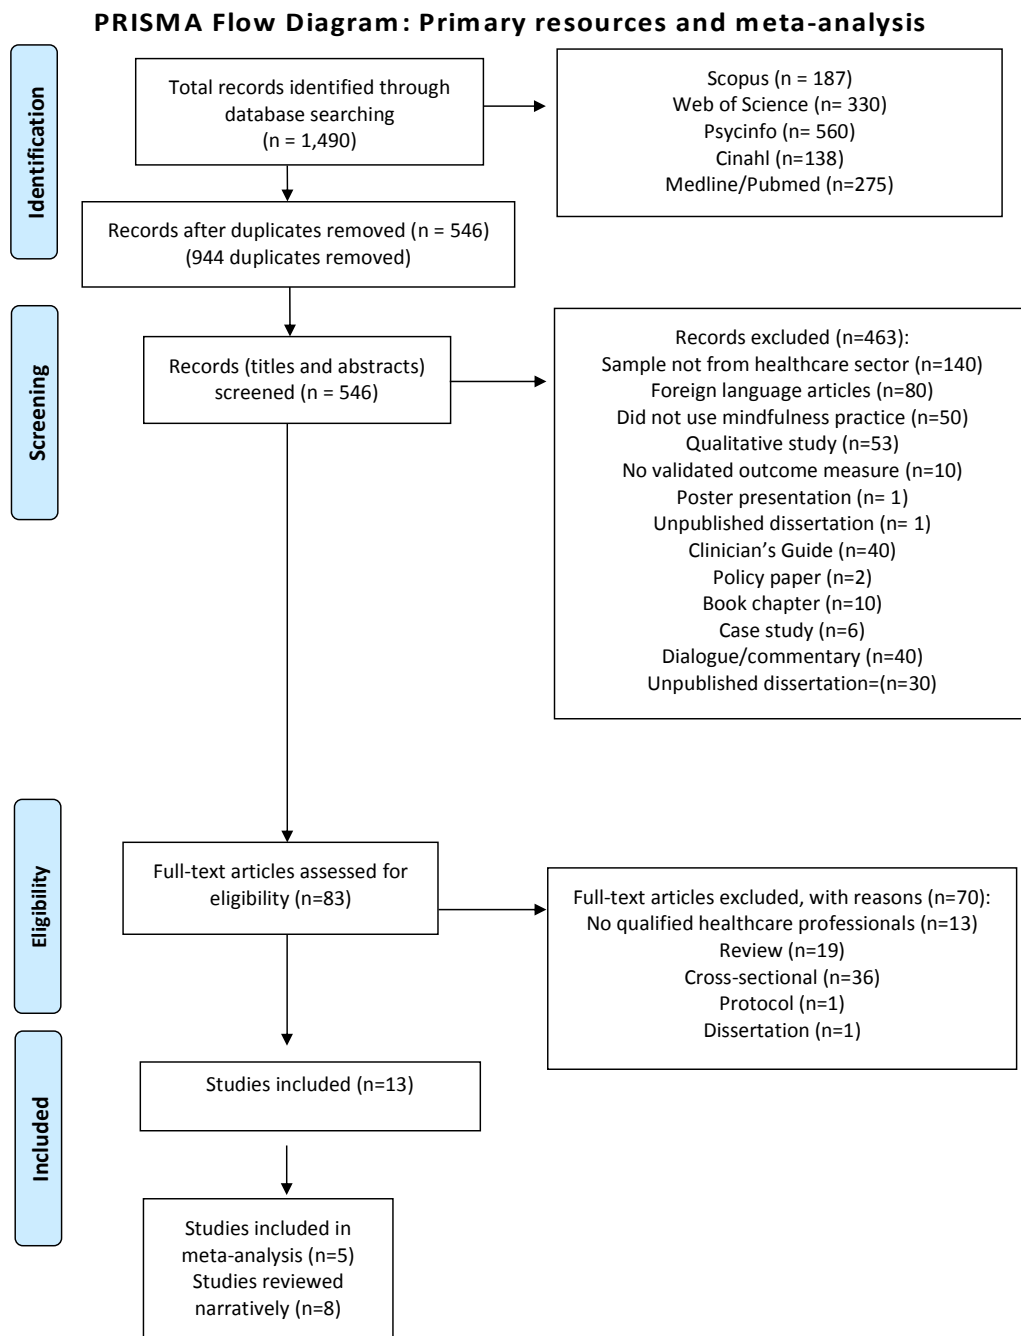 PRISMA Flow Diagram: Primary resources and meta-analysis
Identification
Total records identified through
database searching
(n = 1,490)
Scopus (n = 187)
Web of Science (n= 330)
Psycinfo (n= 560)
Cinahl (n=138)
Medline/Pubmed (n=275)
Records after duplicates removed (n = 546)
(944 duplicates removed)
Screening
Records (titles and abstracts)
screened (n = 546)
Records excluded (n=463):
Sample not from healthcare sector (n=140)
Foreign language articles (n=80)
Did not use mindfulness practice (n=50)
Qualitative study (n=53)
No validated outcome measure (n=10)
Poster presentation (n= 1)
Unpublished dissertation (n= 1)
Clinician’s Guide (n=40)
Policy paper (n=2)
Book chapter (n=10)
Case study (n=6)
Dialogue/commentary (n=40)
Unpublished dissertation=(n=30)
Eligibility
Full-text articles assessed for
eligibility (n=83)
Full-text articles excluded, with reasons (n=70):
No qualified healthcare professionals (n=13)
Review (n=19)
Cross-sectional (n=36)
Protocol (n=1)
Dissertation (n=1)
Included
Studies included (n=13)
Studies included in
meta-analysis (n=5)
Studies reviewed
narratively (n=8)